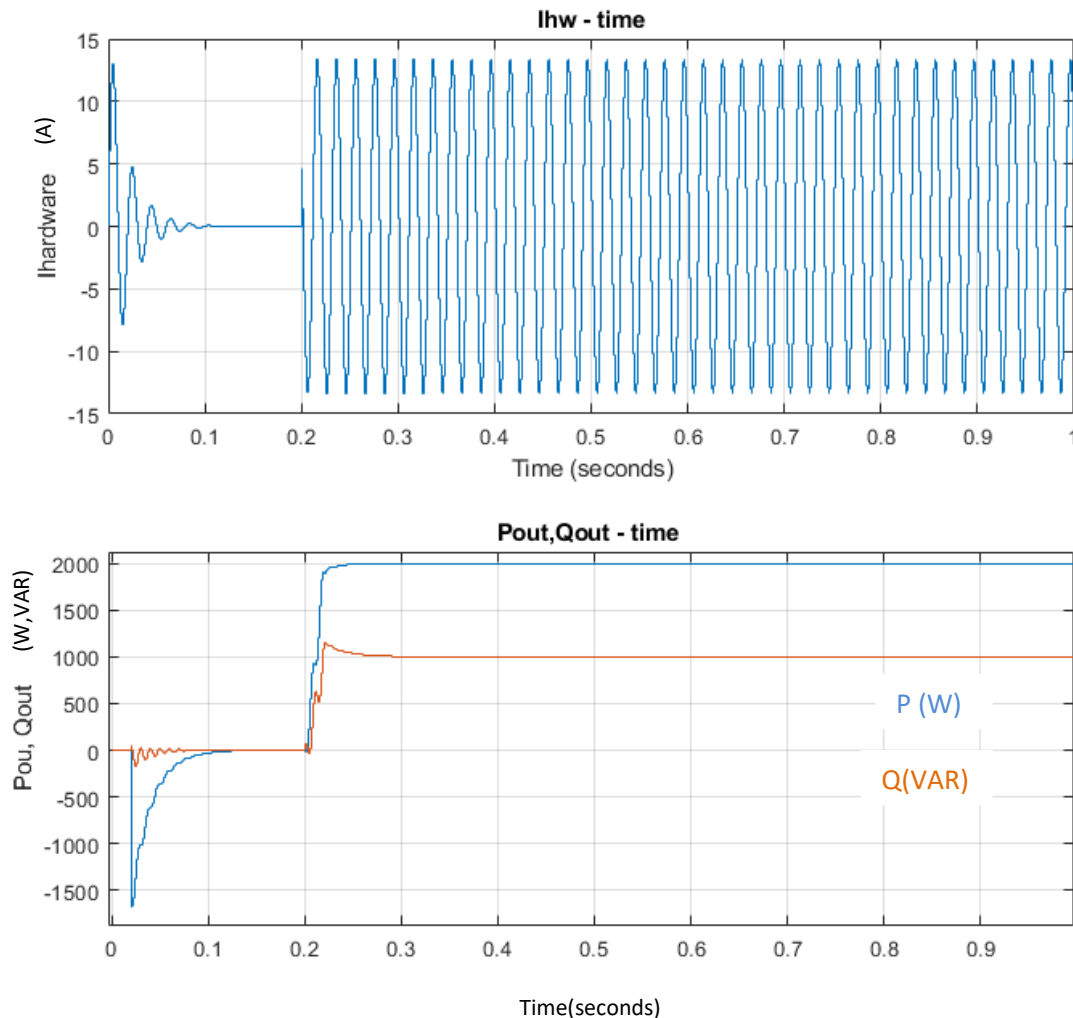 Ihw - time
15
10
5
0
-5
-10
-15
Ihardware (A)
0 0.1 0.2 0.3 0.4 0.5 0.6 0.7 0.8 0.9 1
Time (seconds)
Pout,Qout - time
2000
1500
1000
500
0
-500
-1000
-1500
Pou, Qout (W,VAR)
P (W)
Q(VAR)
0 0.1 0.2 0.3 0.4 0.5 0.6 0.7 0.8 0.9
Time(seconds)